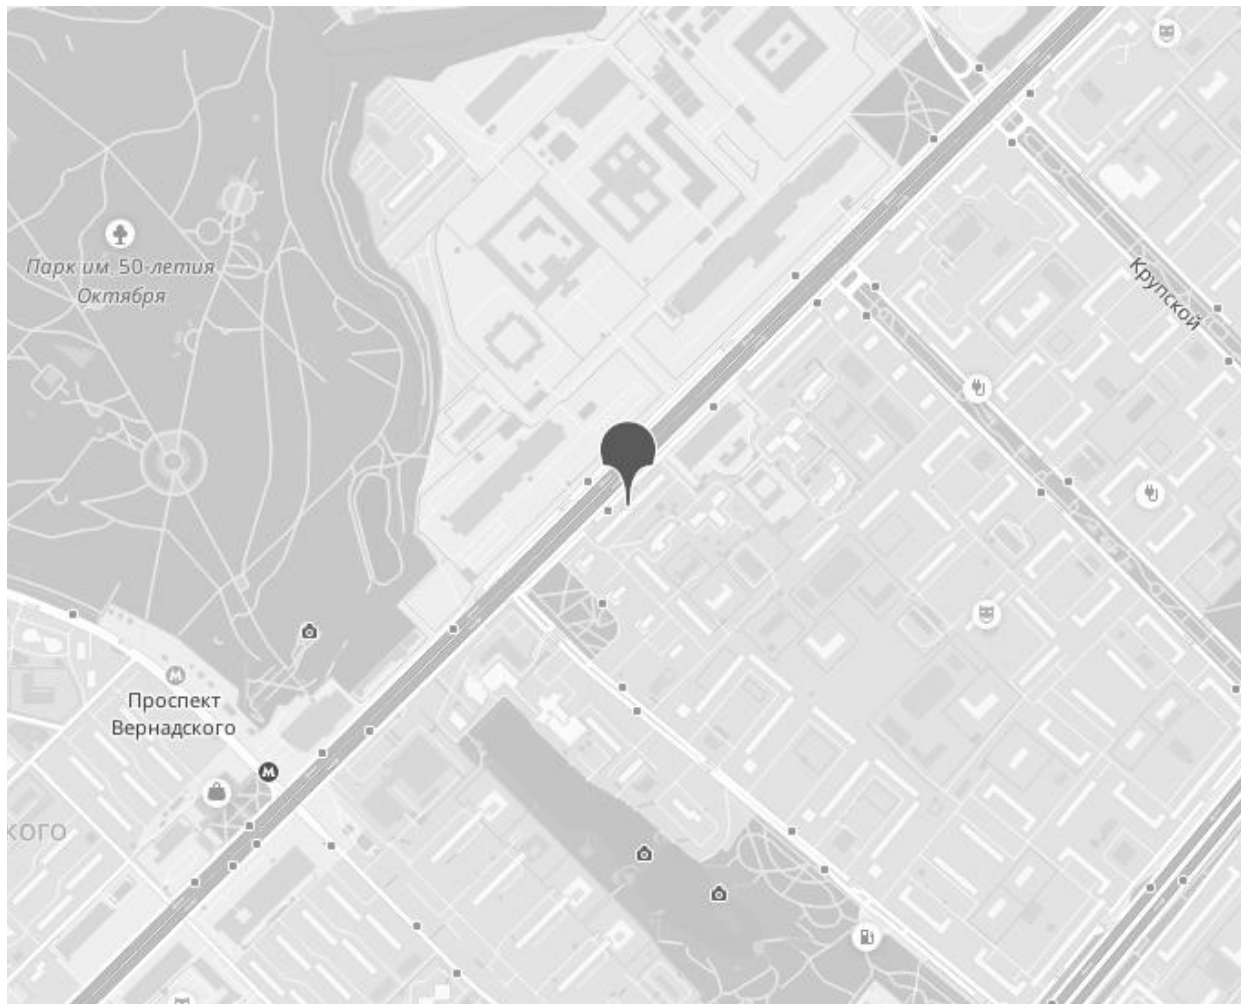 Крупской
Парк им. 50-летия
Октября
Проспект
Вернадского
кого